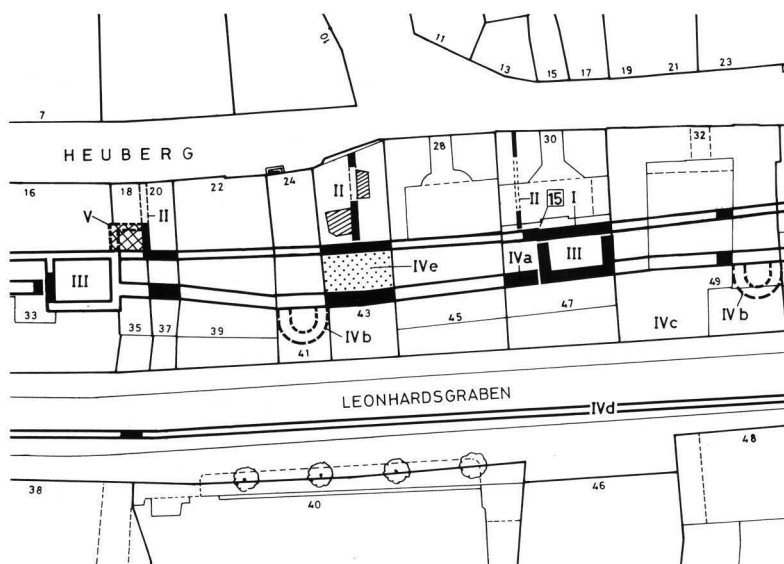 10
11
13
15
17
19
21
23
7
HEUBERG
16
18
20
22
24
28
30
32
V
II
II
II
15
I
III
IVe
IVa
III
33
35
37
39
41
IVb
43
45
47
IVc
49
IVb
LEONHARDSGRABEN
IVd
38
40
46
48